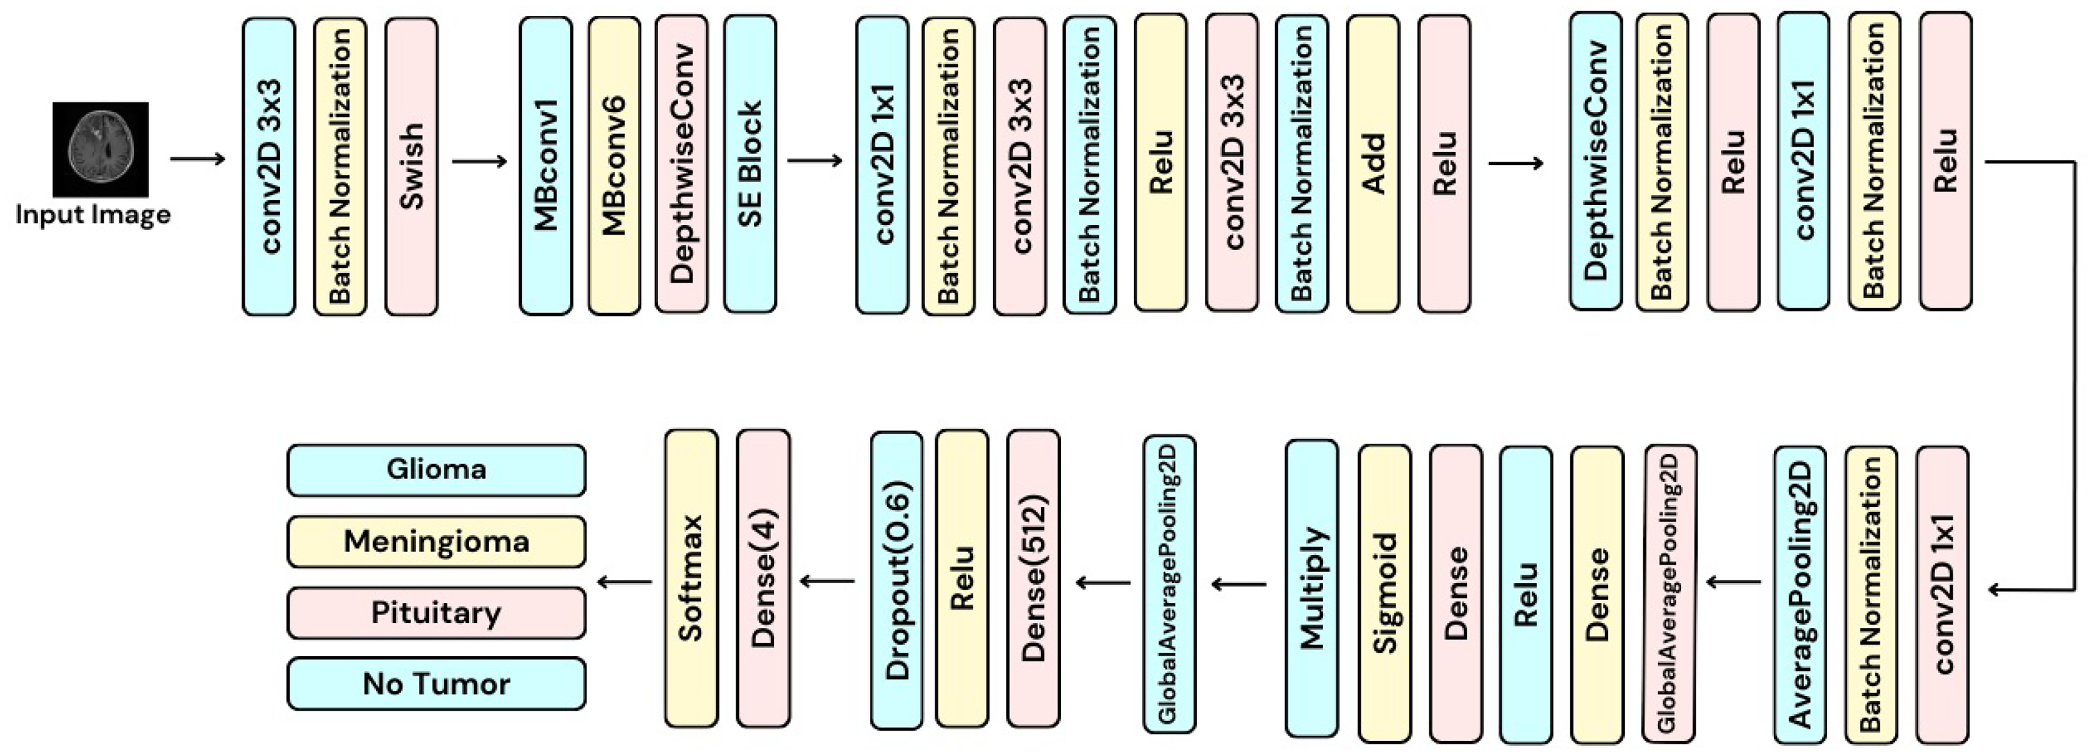 Input Image
conv2D 3x3
Batch Normalization
Swish
MBconv1
MBconv6
DepthwiseConv
SE Block
conv2D 1x1
Batch Normalization
conv2D 3x3
Batch Normalization
Relu
conv2D 3x3
Batch Normalization
Add
Relu
DepthwiseConv
Batch Normalization
Relu
conv2D 1x1
Batch Normalization
Relu
conv2D 1x1
Batch Normalization
AveragePooling2D
GlobalAveragePooling2D
Dense
Relu
Dense
Sigmoid
Multiply
GlobalAveragePooling2D
Dense(512)
Relu
Dropout(0.6)
Dense(4)
Softmax
Glioma
Meningioma
Pituitary
No Tumor